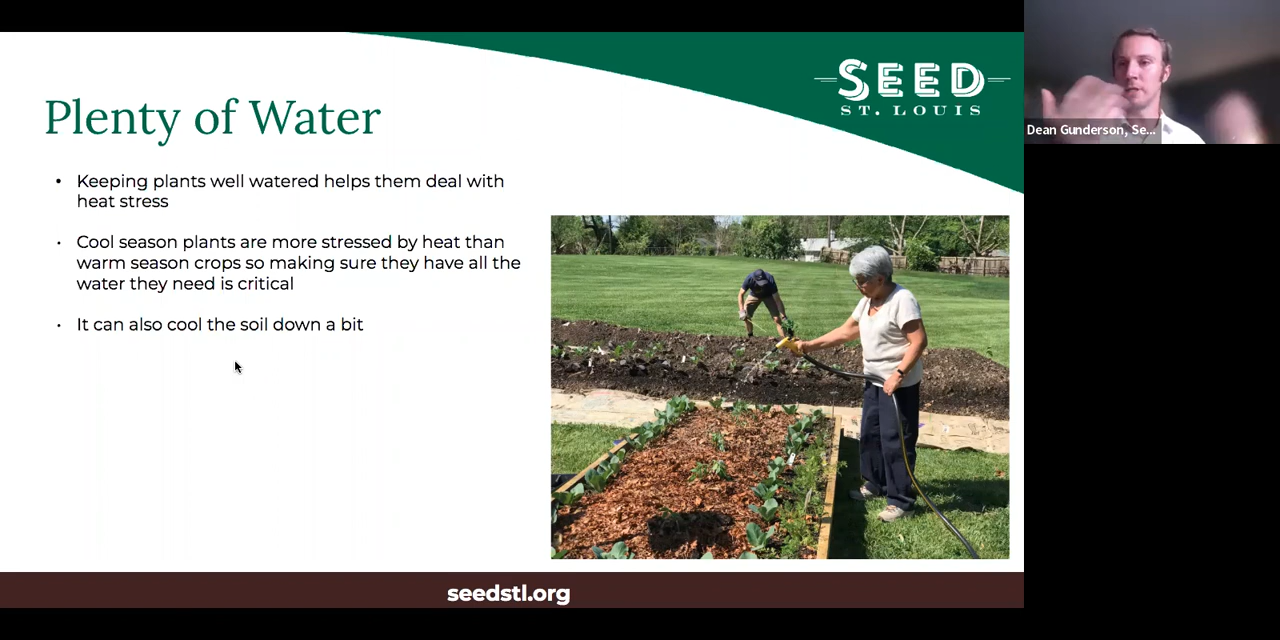 SEED
ST. LOUIS
Plenty of Water
• Keeping plants well watered helps them deal with
heat stress
• Cool season plants are more stressed by heat than
warm season crops so making sure they have all the
water they need is critical
• It can also cool the soil down a bit
seedstl.org
Dean Gunderson, Se...